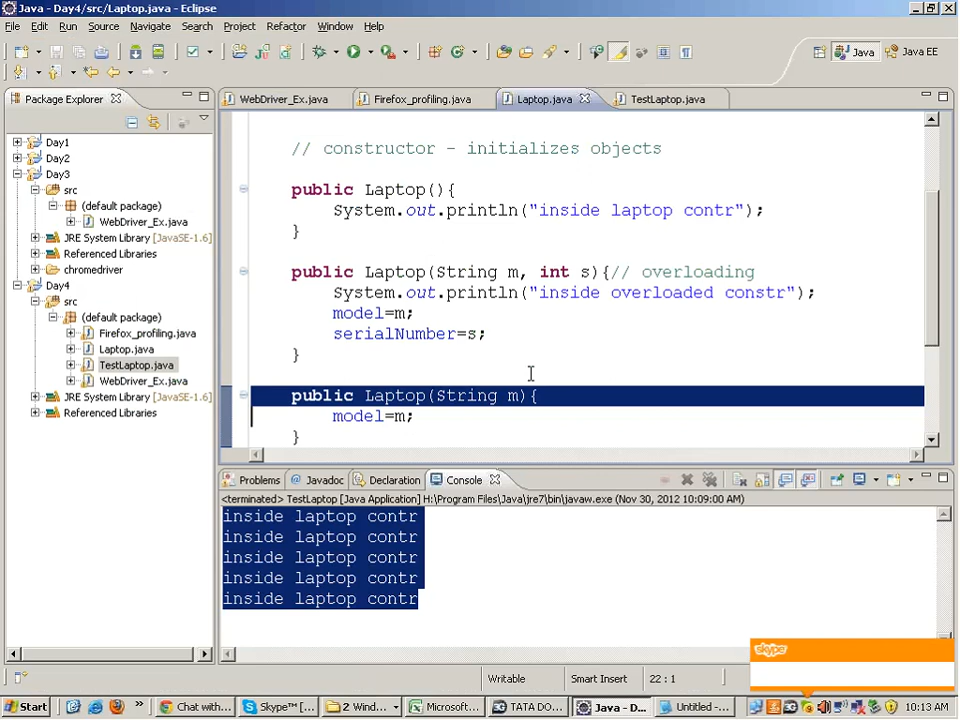 Java - Day4/src/Laptop.java - Eclipse
File Edit Run Source Navigate Search Project Refactor Window Help
Java Java EE
Package Explorer WebDriver_Ex.java Firefox_profiling.java Laptop.java TestLaptop.java
Day1
Day2
Day3
src
(default package)
WebDriver_Ex.java
JRE System Library [JavaSE-1.6]
Referenced Libraries
chromedriver
Day4
src
(default package)
Firefox_profiling.java
Laptop.java
TestLaptop.java
WebDriver_Ex.java
JRE System Library [JavaSE-1.6]
Referenced Libraries
// constructor - initializes objects
public Laptop(){
System.out.println("inside laptop contr");
}
public Laptop(String m, int s){// overloading
System.out.println("inside overloaded constr");
model=m;
serialNumber=s;
}
public Laptop(String m){
model=m;
}
Problems Javadoc Declaration Console
<terminated> TestLaptop [Java Application] H:\Program Files\Java\jre7\bin\javaw.exe (Nov 30, 2012 10:09:00 AM)
inside laptop contr
inside laptop contr
inside laptop contr
inside laptop contr
inside laptop contr
skype
Writable Smart Insert 22 : 1
Start Chat with... Skype™ [... 2 Wind... Microsoft... TATA DO... Java - D... Untitled -... 10:13 AM